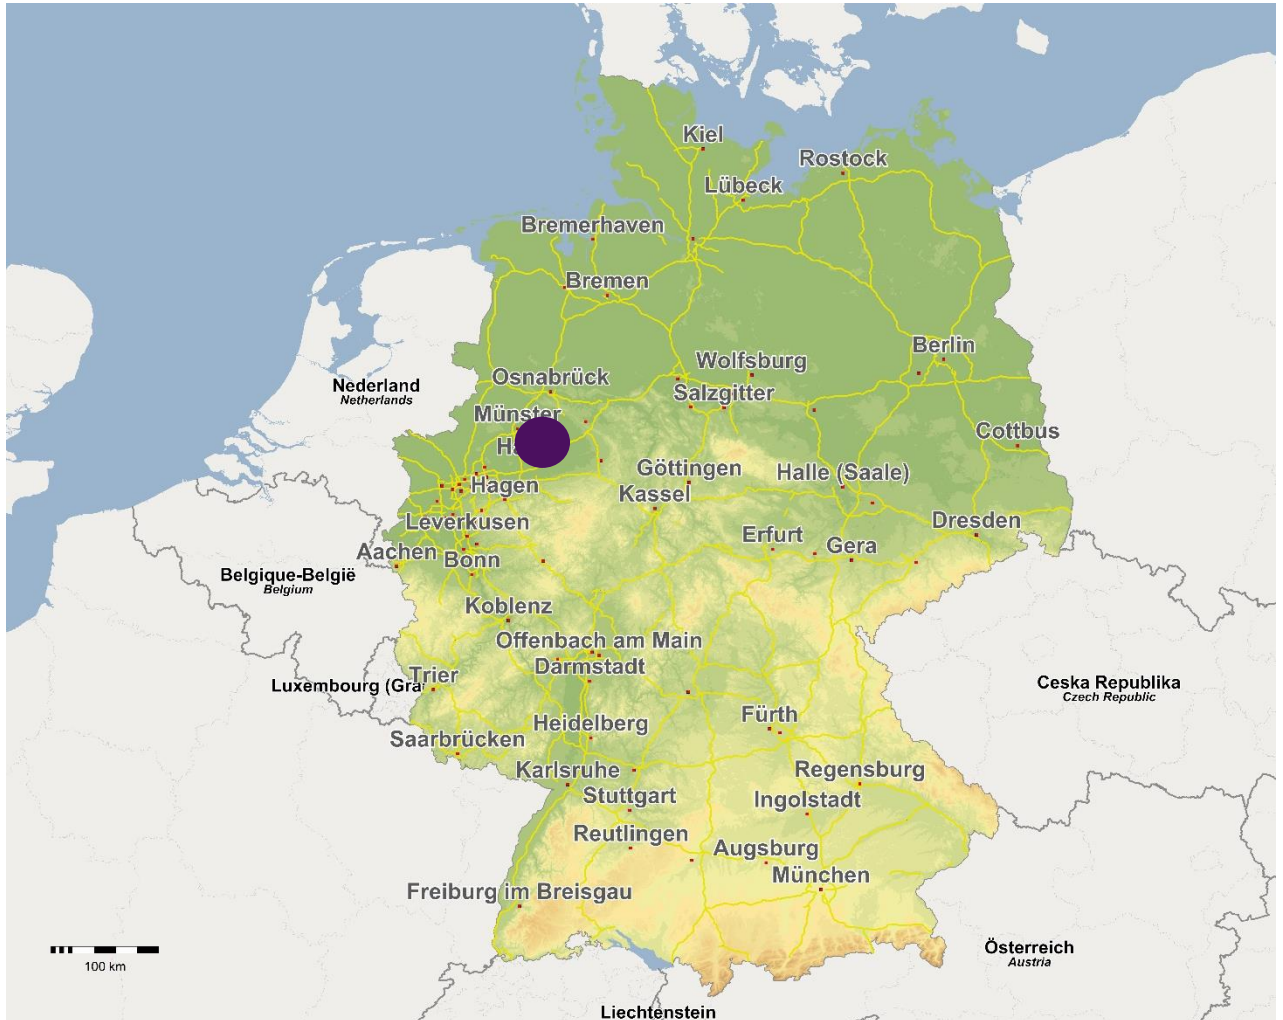 Kiel
Rostock
Lübeck
Bremerhaven
Bremen
Berlin
Wolfsburg
Osnabrück
Nederland
Netherlands
Salzgitter
Münster
Cottbus
Göttingen
Halle (Saale)
Hagen
Kassel
Leverkusen
Dresden
Erfurt
Gera
Aachen
Bonn
Belgique-België
Belgium
Koblenz
Offenbach am Main
Darmstadt
Trier
Luxembourg (Gra
Ceska Republika
Czech Republic
Fürth
Heidelberg
Saarbrücken
Karlsruhe
Regensburg
Stuttgart
Ingolstadt
Reutlingen
Augsburg
München
Freiburg im Breisgau
Österreich
Austria
100 km
Liechtenstein